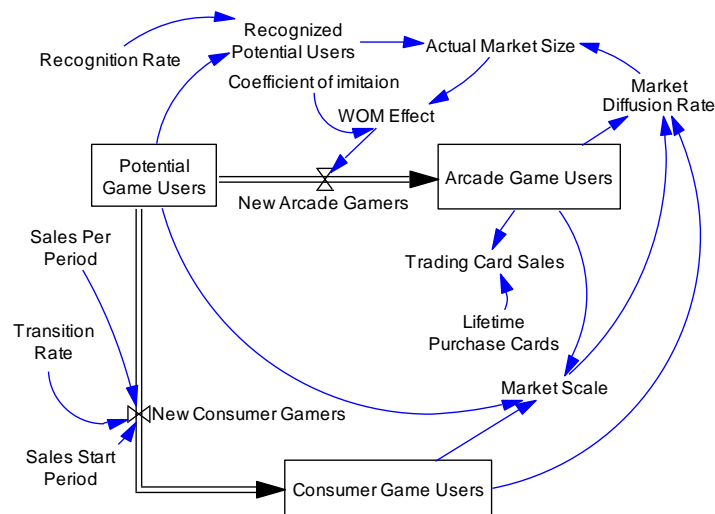 Recognized
Potential Users
Actual Market Size
Recognition Rate
Coefficient of imitaion
Market
Diffusion Rate
WOM Effect
Potential
Game Users
Arcade Game Users
New Arcade Gamers
Sales Per
Period
Trading Card Sales
Transition
Rate
Lifetime
Purchase Cards
Market Scale
New Consumer Gamers
Sales Start
Period
Consumer Game Users